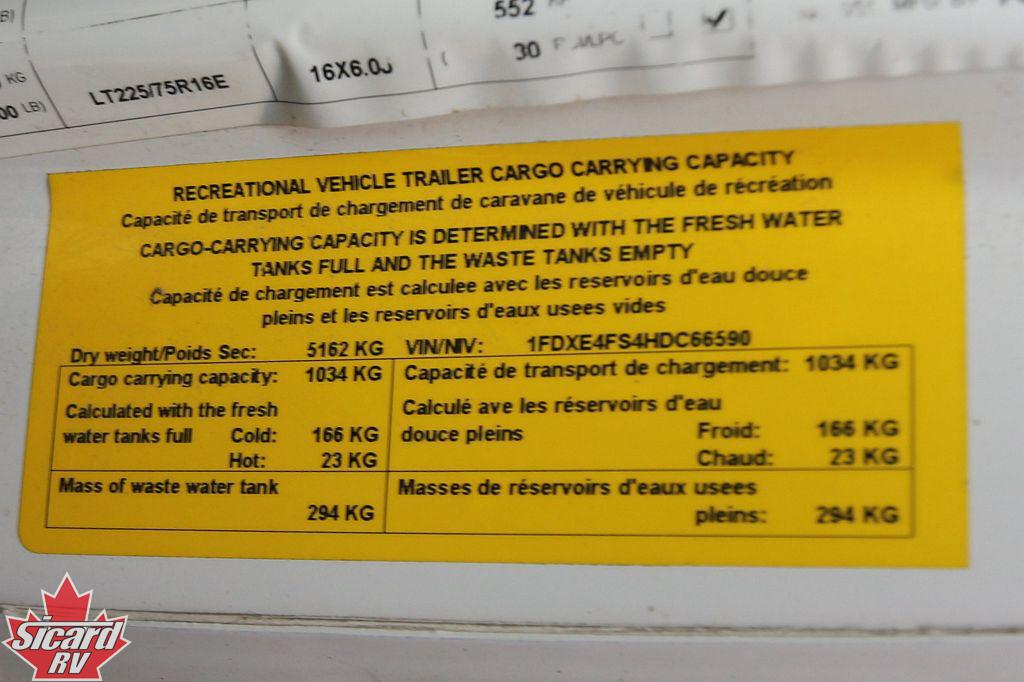 B)
552
30
KG
00 LB)
LT225/75R16E
16X6.0J
RECREATIONAL VEHICLE TRAILER CARGO CARRYING CAPACITY
Capacité de transport de chargement de caravane de véhicule de récréation
CARGO-CARRYING CAPACITY IS DETERMINED WITH THE FRESH WATER
TANKS FULL AND THE WASTE TANKS EMPTY
Capacité de chargement est calculee avec les reservoirs d'eau douce
pleins et les reservoirs d'eaux usees vides
Dry weight/Poids Sec: 5162 KG VIN/NIV: 1FDXE4FS4HDC66590
Cargo carrying capacity: 1034 KG Capacité de transport de chargement: 1034 KG
Calculated with the fresh Calculé ave les réservoirs d'eau
water tanks full Cold: 166 KG douce pleins Froid: 166 KG
Hot: 23 KG Chaud: 23 KG
Mass of waste water tank Masses de réservoirs d'eaux usees
294 KG pleins: 294 KG
Sicard
RV